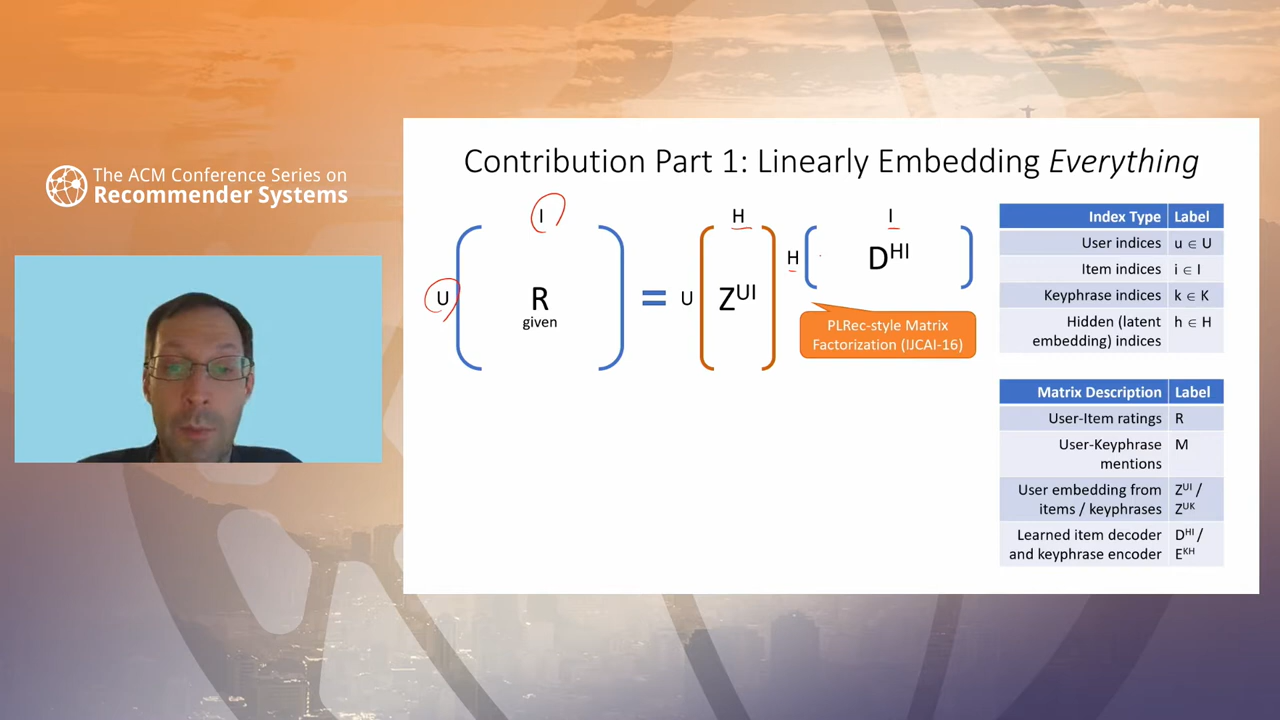 The ACM Conference Series on
Recommender Systems
Contribution Part 1: Linearly Embedding Everything
I
H
I
U
R
given
=
U
Z^UI
H
D^HI
PLRec-style Matrix
Factorization (IJCAI-16)
Index Type Label
User indices u ∈ U
Item indices i ∈ I
Keyphrase indices k ∈ K
Hidden (latent h ∈ H
embedding) indices
Matrix Description Label
User-Item ratings R
User-Keyphrase M
mentions
User embedding from Z^UI /
items / keyphrases Z^UK
Learned item decoder D^HI /
and keyphrase encoder E^KH